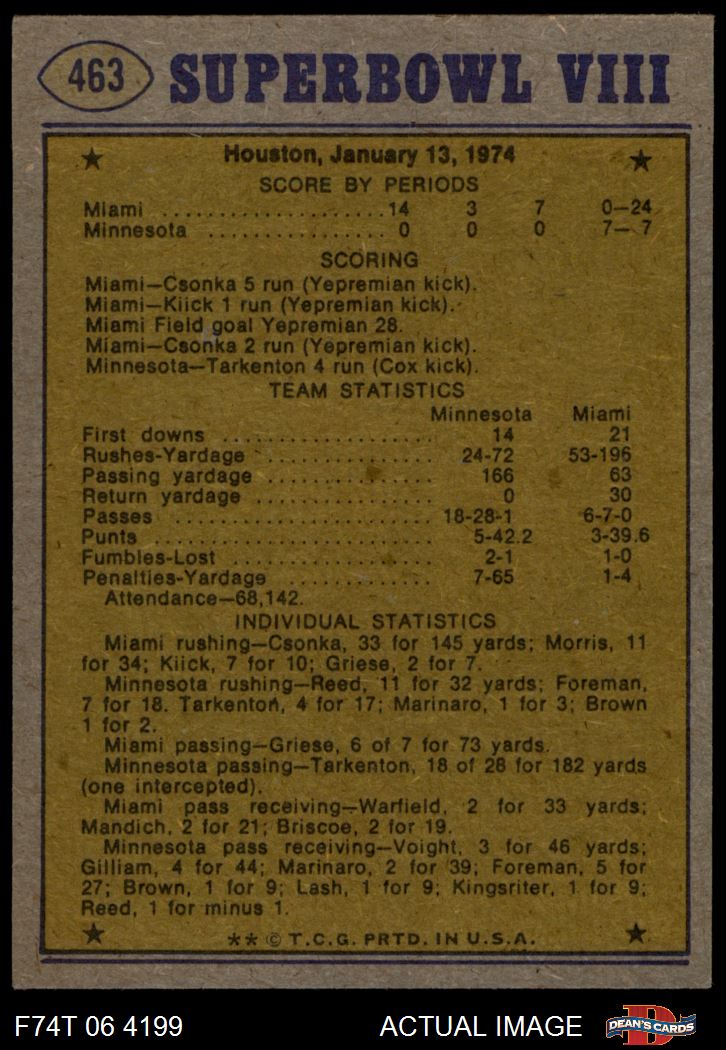 463 SUPERBOWL VIII
Houston, January 13, 1974
SCORE BY PERIODS
Miami .................... 14 3 7 0—24
Minnesota ................ 0 0 0 7— 7
SCORING
Miami—Csonka 5 run (Yepremian kick).
Miami—Kiick 1 run (Yepremian kick).
Miami Field goal Yepremian 28.
Miami—Csonka 2 run (Yepremian kick).
Minnesota—Tarkenton 4 run (Cox kick).
TEAM STATISTICS
Minnesota Miami
First downs .................. 14 21
Rushes-Yardage .............. 24-72 53-196
Passing yardage ............. 166 63
Return yardage .............. 0 30
Passes ...................... 18-28-1 6-7-0
Punts ....................... 5-42.2 3-39.6
Fumbles-Lost ................ 2-1 1-0
Penalties-Yardage ............ 7-65 1-4
Attendance—68,142.
INDIVIDUAL STATISTICS
Miami rushing—Csonka, 33 for 145 yards; Morris, 11
for 34; Kiick, 7 for 10; Griese, 2 for 7.
Minnesota rushing—Reed, 11 for 32 yards; Foreman,
7 for 18. Tarkenton, 4 for 17; Marinaro, 1 for 3; Brown
1 for 2.
Miami passing—Griese, 6 of 7 for 73 yards.
Minnesota passing—Tarkenton, 18 of 28 for 182 yards
(one intercepted).
Miami pass receiving—Warfield, 2 for 33 yards;
Mandich, 2 for 21; Briscoe, 2 for 19.
Minnesota pass receiving—Voight, 3 for 46 yards;
Gilliam, 4 for 44; Marinaro, 2 for 39; Foreman, 5 for
27; Brown, 1 for 9; Lash, 1 for 9; Kingsriter, 1 for 9;
Reed, 1 for minus 1.
** © T.C.G. PRTD. IN U.S.A.
F74T 06 4199 ACTUAL IMAGE D DEAN'S CARDS